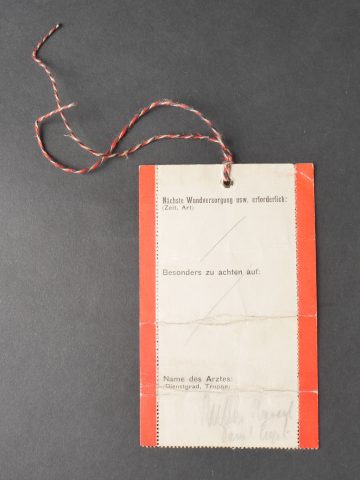 Nächste Wundversorgung usw. erforderlich:
(Zeit, Art)
Besonders zu achten auf:
Name des Arztes:
(Dienstgrad, Truppe)